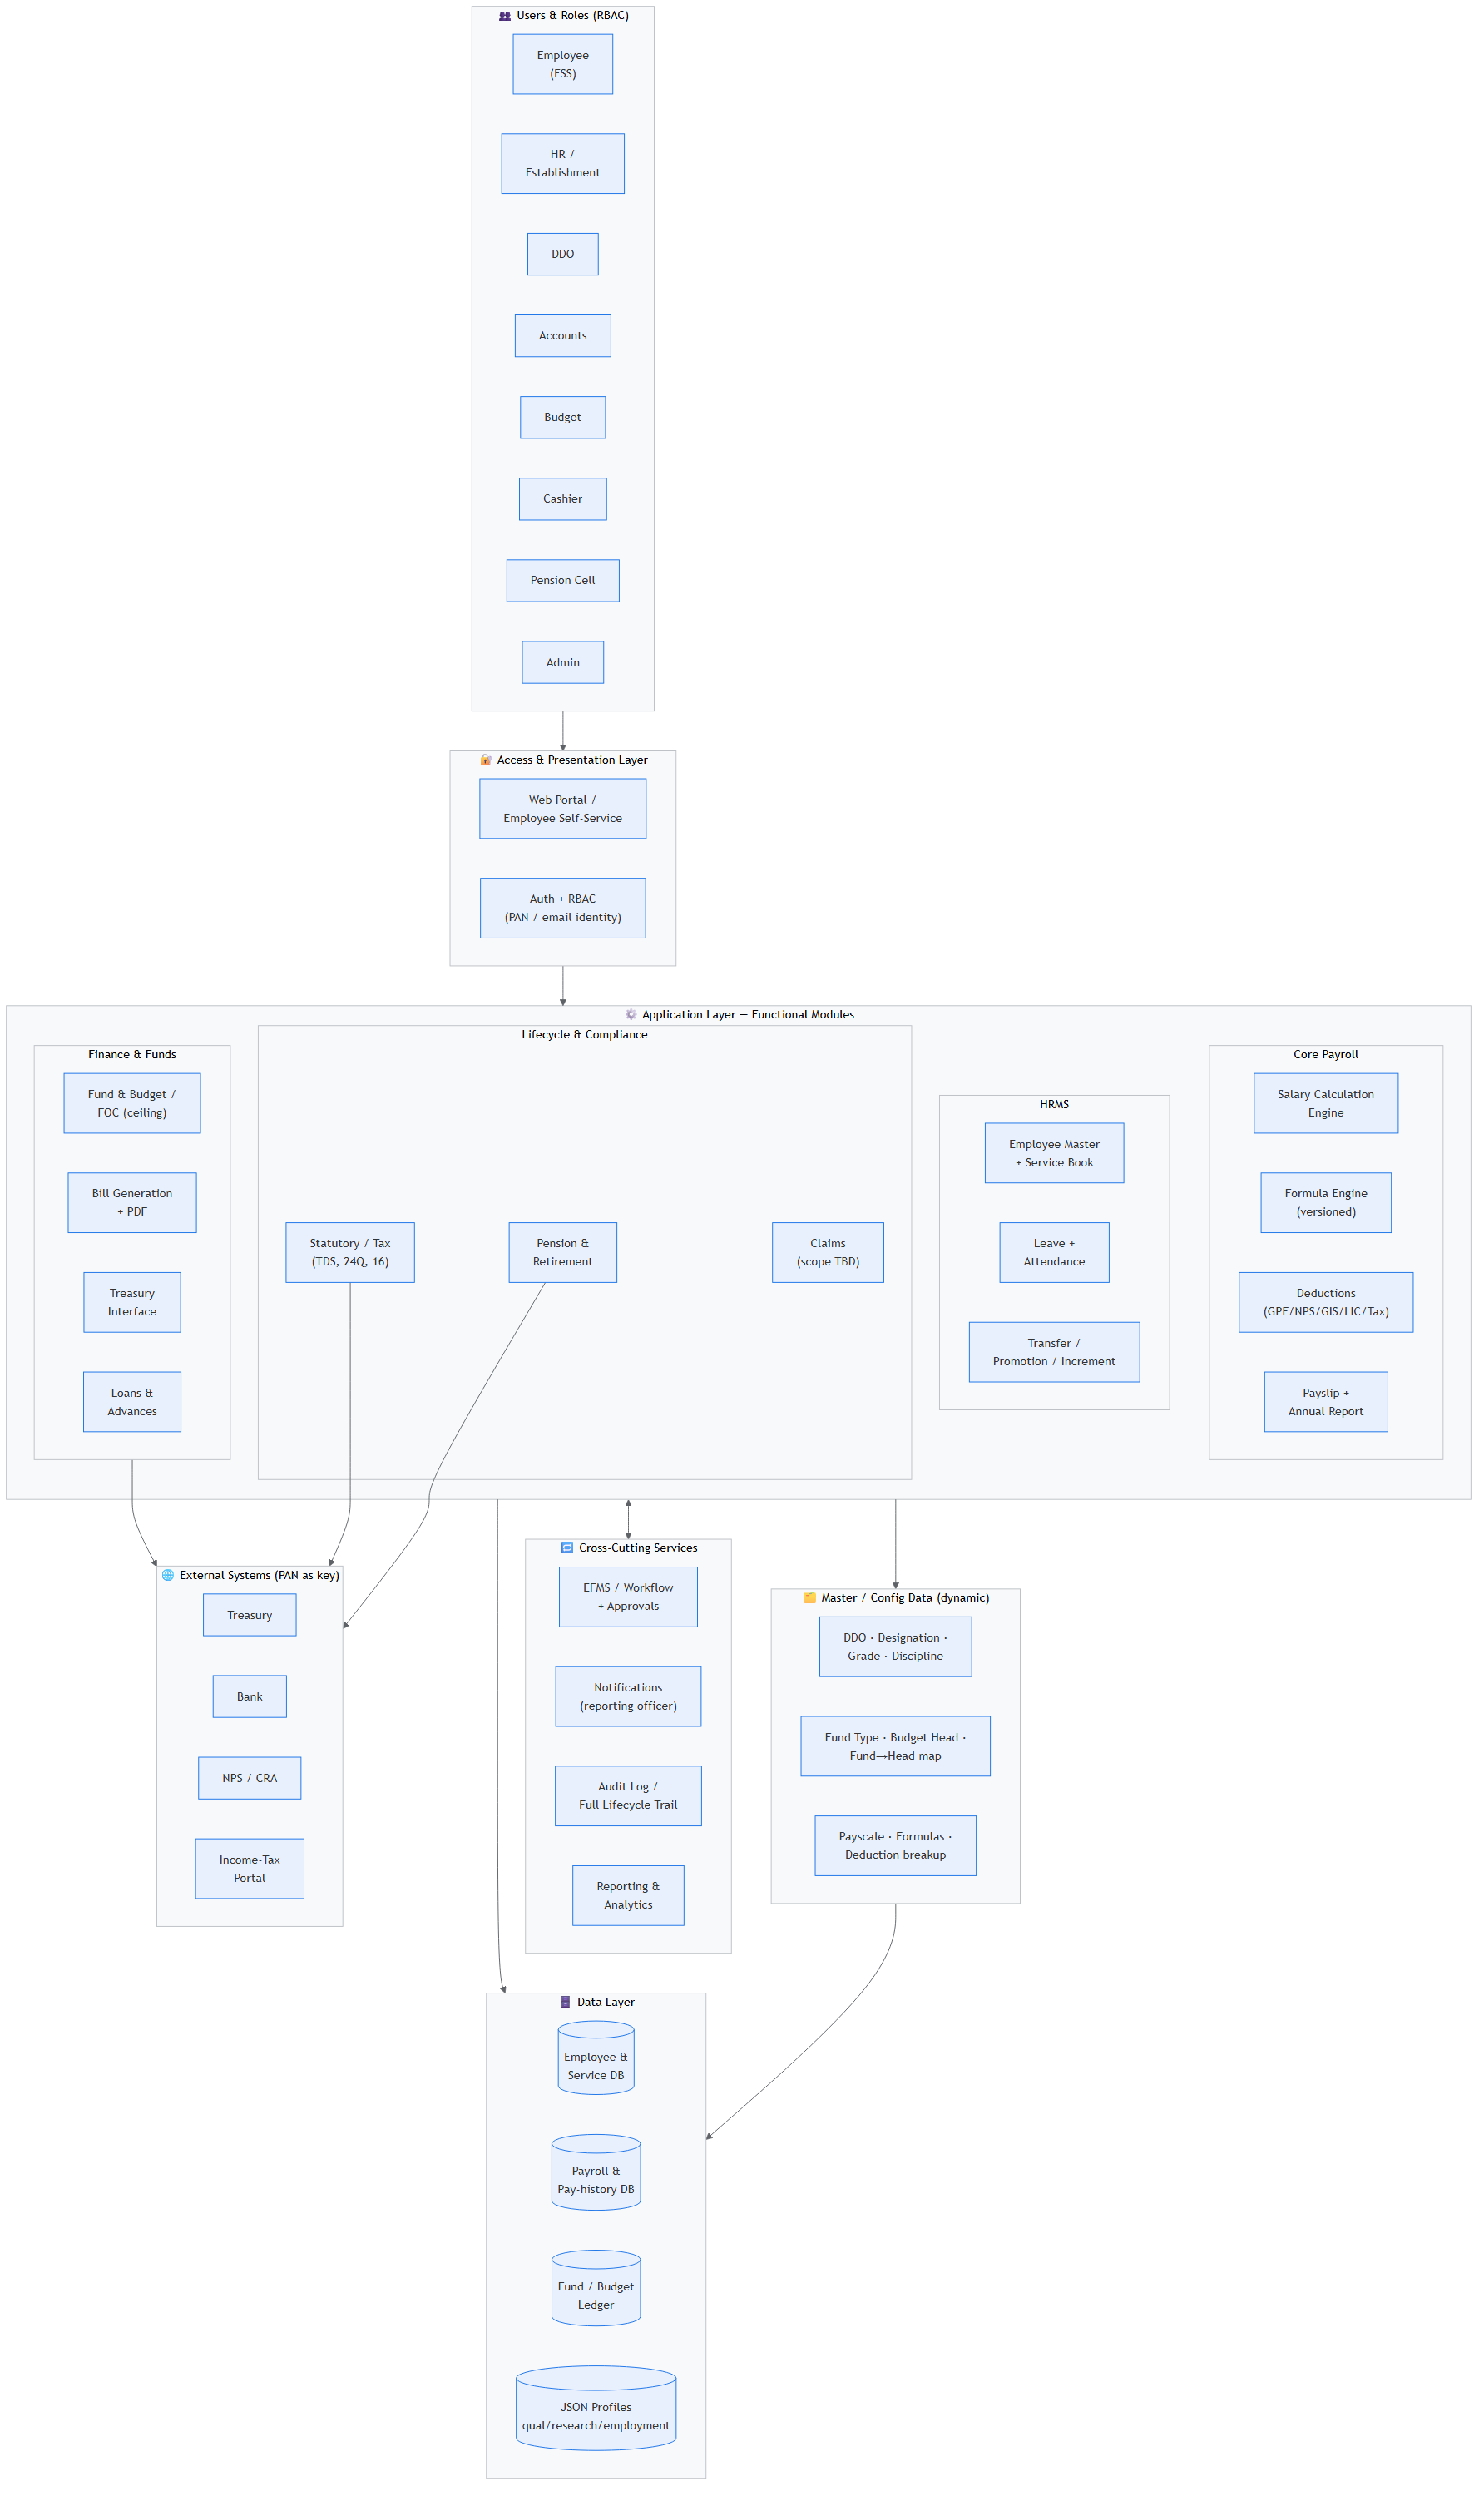 👥 Users & Roles (RBAC)
Employee
(ESS)
HR /
Establishment
DDO
Accounts
Budget
Cashier
Pension Cell
Admin
🔐 Access & Presentation Layer
Web Portal /
Employee Self-Service
Auth + RBAC
(PAN / email identity)
⚙️ Application Layer — Functional Modules
Finance & Funds
Fund & Budget /
FOC (ceiling)
Bill Generation
+ PDF
Treasury
Interface
Loans &
Advances
Lifecycle & Compliance
Statutory / Tax
(TDS, 24Q, 16)
Pension &
Retirement
Claims
(scope TBD)
HRMS
Employee Master
+ Service Book
Leave +
Attendance
Transfer /
Promotion / Increment
Core Payroll
Salary Calculation
Engine
Formula Engine
(versioned)
Deductions
(GPF/NPS/GIS/LIC/Tax)
Payslip +
Annual Report
🌐 External Systems (PAN as key)
Treasury
Bank
NPS / CRA
Income-Tax
Portal
🔁 Cross-Cutting Services
EFMS / Workflow
+ Approvals
Notifications
(reporting officer)
Audit Log /
Full Lifecycle Trail
Reporting &
Analytics
🗂️ Master / Config Data (dynamic)
DDO · Designation ·
Grade · Discipline
Fund Type · Budget Head ·
Fund→Head map
Payscale · Formulas ·
Deduction breakup
🗄️ Data Layer
Employee &
Service DB
Payroll &
Pay-history DB
Fund / Budget
Ledger
JSON Profiles
qual/research/employment